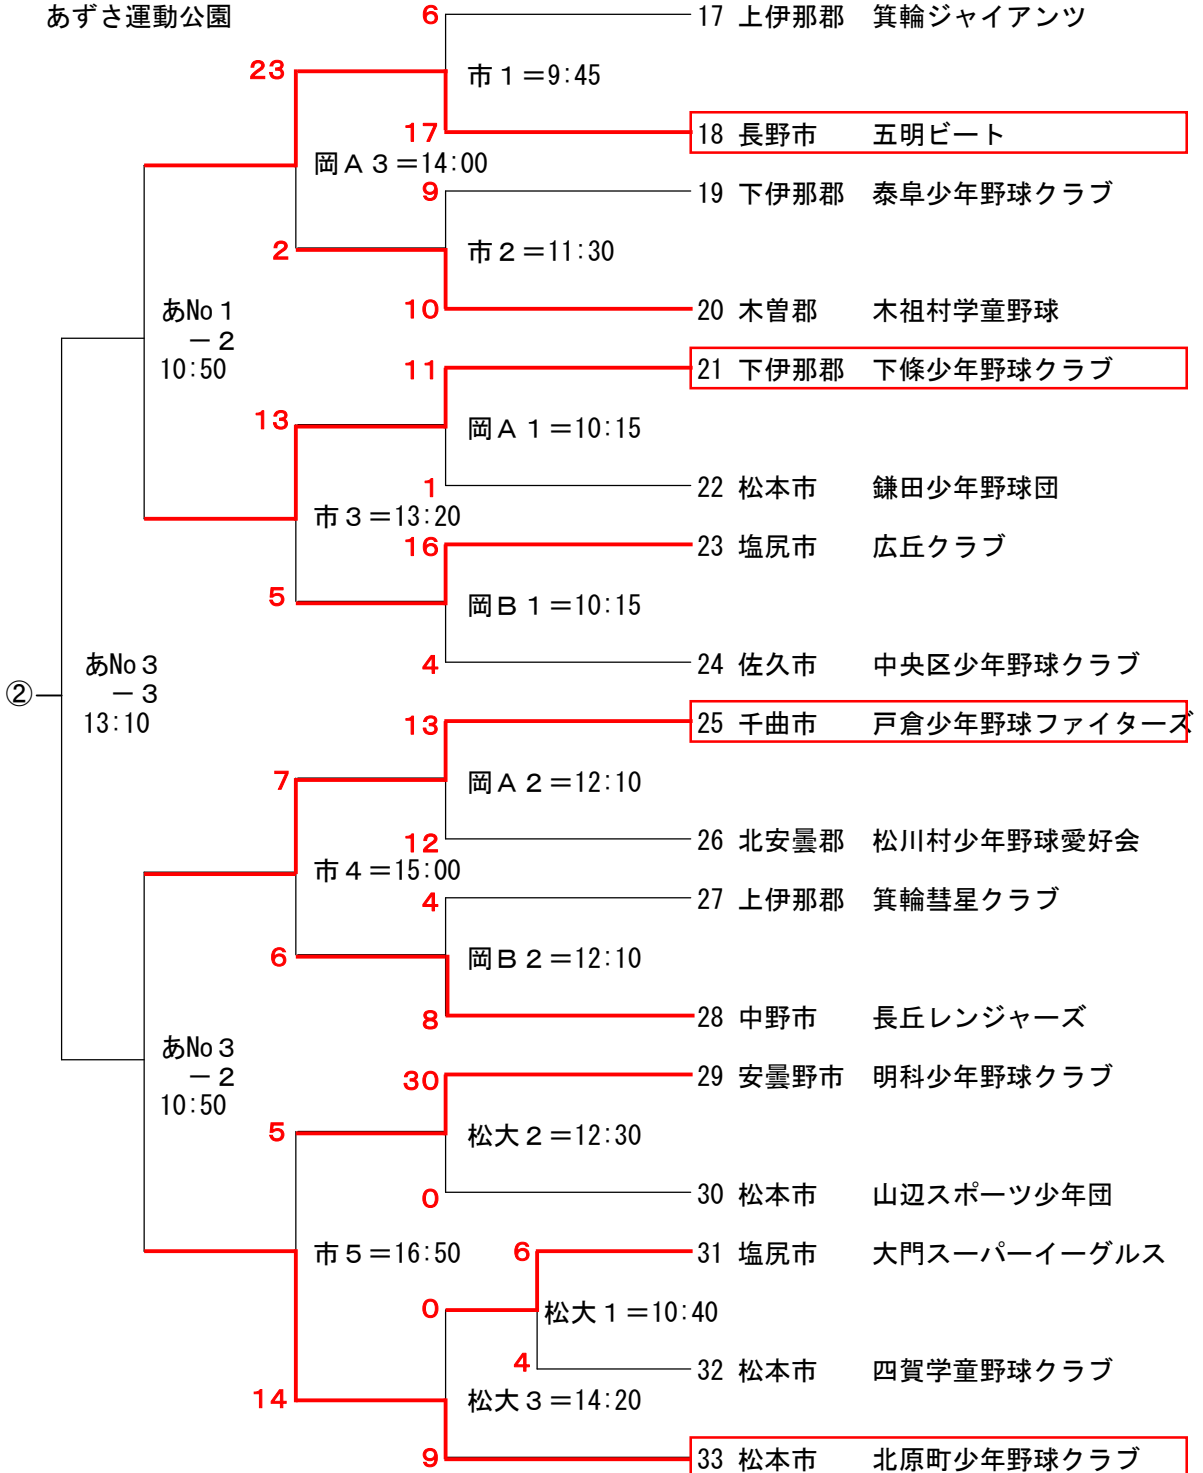 あずさ運動公園
6
17 上伊那郡 箕輪ジャイアンツ
23
市1=9:45
17
18 長野市 五明ビート
岡A3=14:00
9
19 下伊那郡 泰阜少年野球クラブ
2
市2=11:30
あNo1
-2
10:50
10
20 木曽郡 木祖村学童野球
11
21 下伊那郡 下條少年野球クラブ
13
岡A1=10:15
1
22 松本市 鎌田少年野球団
市3=13:20
16
23 塩尻市 広丘クラブ
5
岡B1=10:15
4
24 佐久市 中央区少年野球クラブ
②
あNo3
-3
13:10
13
25 千曲市 戸倉少年野球ファイターズ
7
岡A2=12:10
12
26 北安曇郡 松川村少年野球愛好会
市4=15:00
4
27 上伊那郡 箕輪彗星クラブ
6
岡B2=12:10
8
28 中野市 長丘レンジャーズ
あNo3
-2
10:50
30
29 安曇野市 明科少年野球クラブ
5
松大2=12:30
0
30 松本市 山辺スポーツ少年団
市5=16:50
6
31 塩尻市 大門スーパーイーグルス
0
松大1=10:40
4
32 松本市 四賀学童野球クラブ
14
松大3=14:20
9
33 松本市 北原町少年野球クラブ